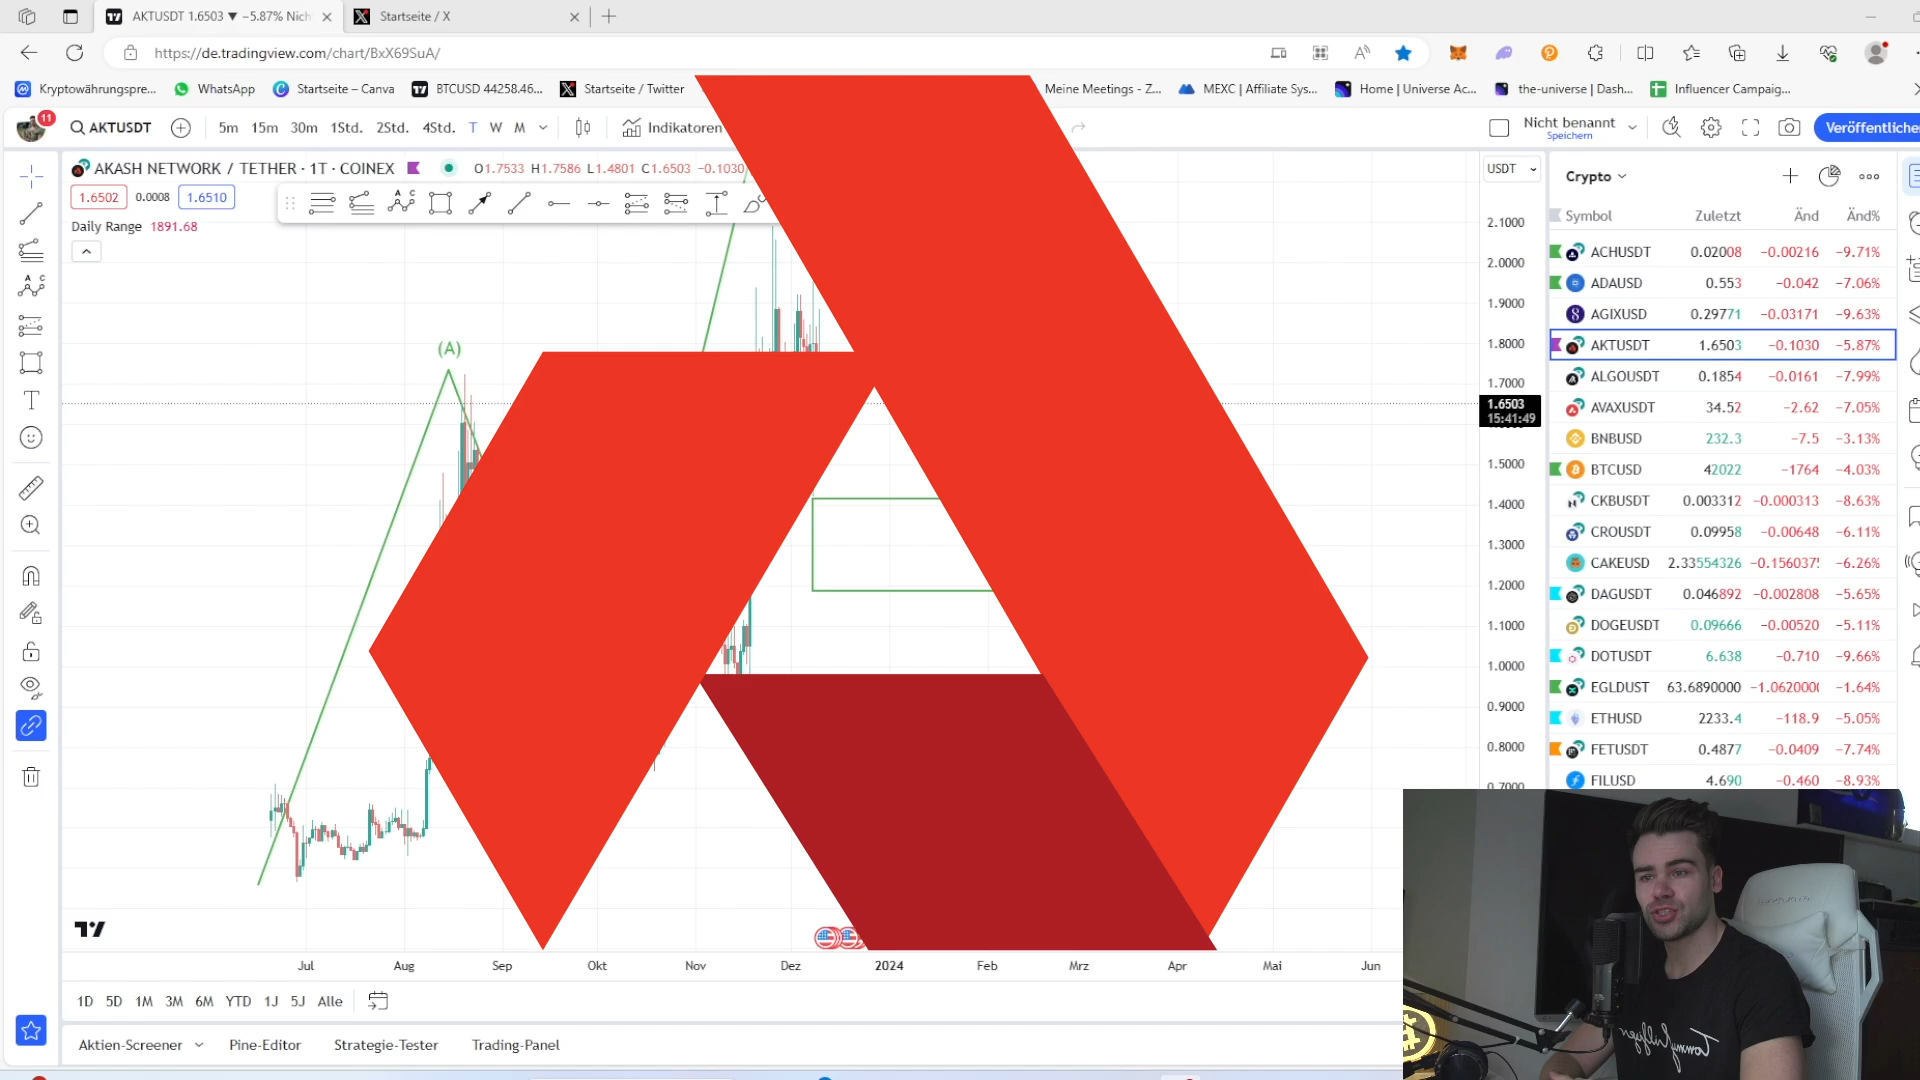 AKTUSDT 1.6503 ▼ −5.87% Nich
Startseite / X
https://de.tradingview.com/chart/BxX69SuA/
Kryptowährungspre...
WhatsApp
Startseite – Canva
BTCUSD 44258.46...
Startseite / Twitter
Meine Meetings - Z...
MEXC | Affiliate Sys...
Home | Universe Ac...
the-universe | Dash...
Influencer Campaig...
11
AKTUSDT
5m 15m 30m 1Std. 2Std. 4Std. T W M
Indikatoren
Nicht benannt
Speichern
Veröffentliche
AKASH NETWORK / TETHER · 1T · COINEX
O1.7533 H1.7586 L1.4801 C1.6503 −0.1030
1.6502 0.0008 1.6510
Daily Range 1891.68
(A)
USDT
2.1000
2.0000
1.9000
1.8000
1.7000
1.6503
15:41:49
1.5000
1.4000
1.3000
1.2000
1.1000
1.0000
0.9000
0.8000
0.7000
Jul Aug Sep Okt Nov Dez 2024 Feb Mrz Apr Mai Jun
1D 5D 1M 3M 6M YTD 1J 5J Alle
Aktien-Screener Pine-Editor Strategie-Tester Trading-Panel
Crypto
Symbol Zuletzt Änd Änd%
ACHUSDT 0.02008 −0.00216 −9.71%
ADAUSD 0.553 −0.042 −7.06%
AGIXUSD 0.29771 −0.03171 −9.63%
AKTUSDT 1.6503 −0.1030 −5.87%
ALGOUSDT 0.1854 −0.0161 −7.99%
AVAXUSDT 34.52 −2.62 −7.05%
BNBUSD 232.3 −7.5 −3.13%
BTCUSD 42022 −1764 −4.03%
CKBUSDT 0.003312 −0.000313 −8.63%
CROUSDT 0.09958 −0.00648 −6.11%
CAKEUSD 2.33554326 −0.156037 −6.26%
DAGUSDT 0.046892 −0.002808 −5.65%
DOGEUSDT 0.09666 −0.00520 −5.11%
DOTUSDT 6.638 −0.710 −9.66%
EGLDUST 63.6890000 −1.062000 −1.64%
ETHUSD 2233.4 −118.9 −5.05%
FETUSDT 0.4877 −0.0409 −7.74%
FILUSD 4.690 −0.460 −8.93%